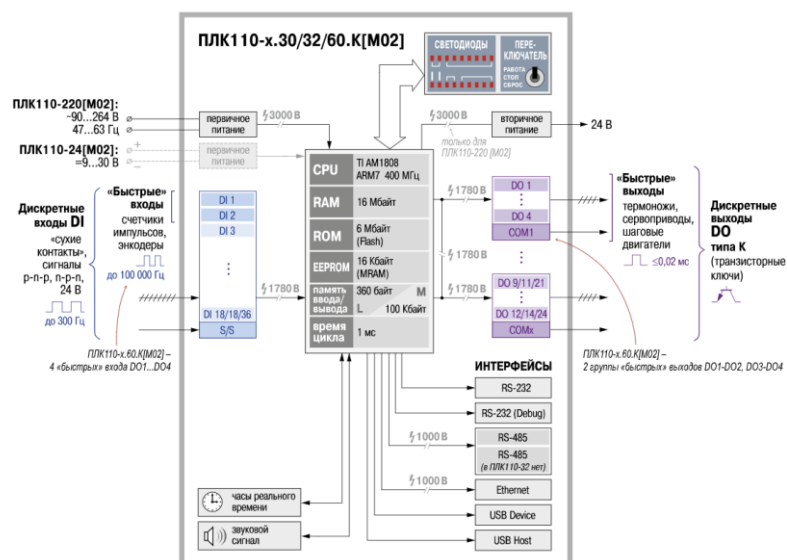 ПЛК110-x.30/32/60.К[М02]
СВЕТОДИОДЫ
ПЕРЕ-
КЛЮЧАТЕЛЬ
РАБОТА
СТОП
СБРОС
ПЛК110-220[М02]:
~90...264 В
47...63 Гц
первичное
питание
3000 В
3000 В
вторичное
питание
24 В
только для
ПЛК110-220 [М02]
ПЛК110-24[М02]:
=9...30 В
+
–
первичное
питание
CPU
TI AM1808
ARM7 400 МГц
RAM
16 Мбайт
ROM
6 Мбайт
(Flash)
EEPROM
16 Кбайт
(MRAM)
память
ввода/
вывода
360 байт
M
L
100 Кбайт
время
цикла
1 мс
Дискретные
входы DI
«сухие
контакты»,
сигналы
p-n-p, n-p-n,
24 В
до 300 Гц
«Быстрые»
входы
счетчики
импульсов,
энкодеры
до 100 000 Гц
DI 1
DI 2
DI 3
DI 18/18/36
S/S
1780 В
ПЛК110-x.60.К[М02] –
4 «быстрых» входа DO1...DO4
1780 В
1780 В
1780 В
DO 1
DO 4
COM1
DO 9/11/21
DO 12/14/24
COMx
«Быстрые»
выходы
термоножи,
сервоприводы,
шаговые
двигатели
≤0,02 мс
Дискретные
выходы
DO
типа К
(транзисторные
ключи)
ПЛК110-x.60.К[М02] –
2 группы «быстрых» выходов DO1-DO2, DO3-DO4
ИНТЕРФЕЙСЫ
RS-232
RS-232 (Debug)
1000 В
RS-485
RS-485
(в ПЛК110-32 нет)
1000 В
Ethernet
USB Device
USB Host
часы реального
времени
звуковой
сигнал